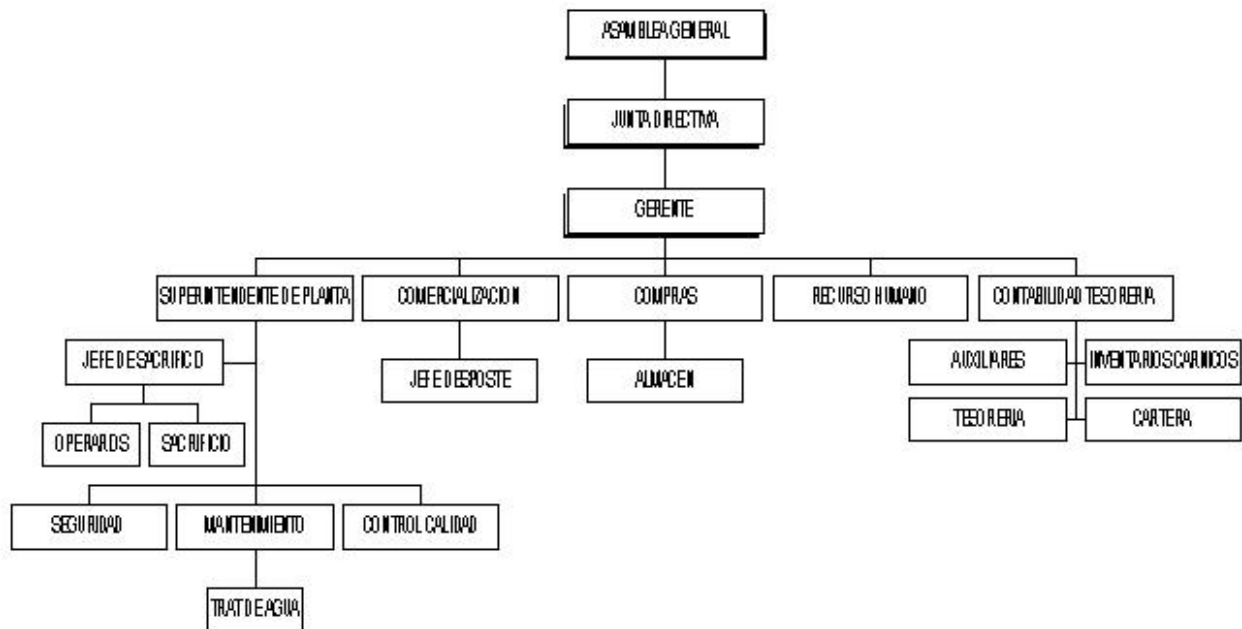 ASAMBLEA GENERAL
JUNTA DIRECTIVA
GERENTE
SUPERINTENDENTE DE PLANTA
COMERCIALIZACION
COMPRAS
RECURSO HUMANO
CONTABILIDAD TESORERIA
JEFE DE SACRIFICIO
JEFE DESPOSTE
ALMACEN
AUXILIARES
INVENTARIOS CARNICOS
OPERARIOS
SACRIFICIO
TESORERIA
CARTERA
SEGURIDAD
MANTENIMIENTO
CONTROL CALIDAD
TRAT DE AGUA